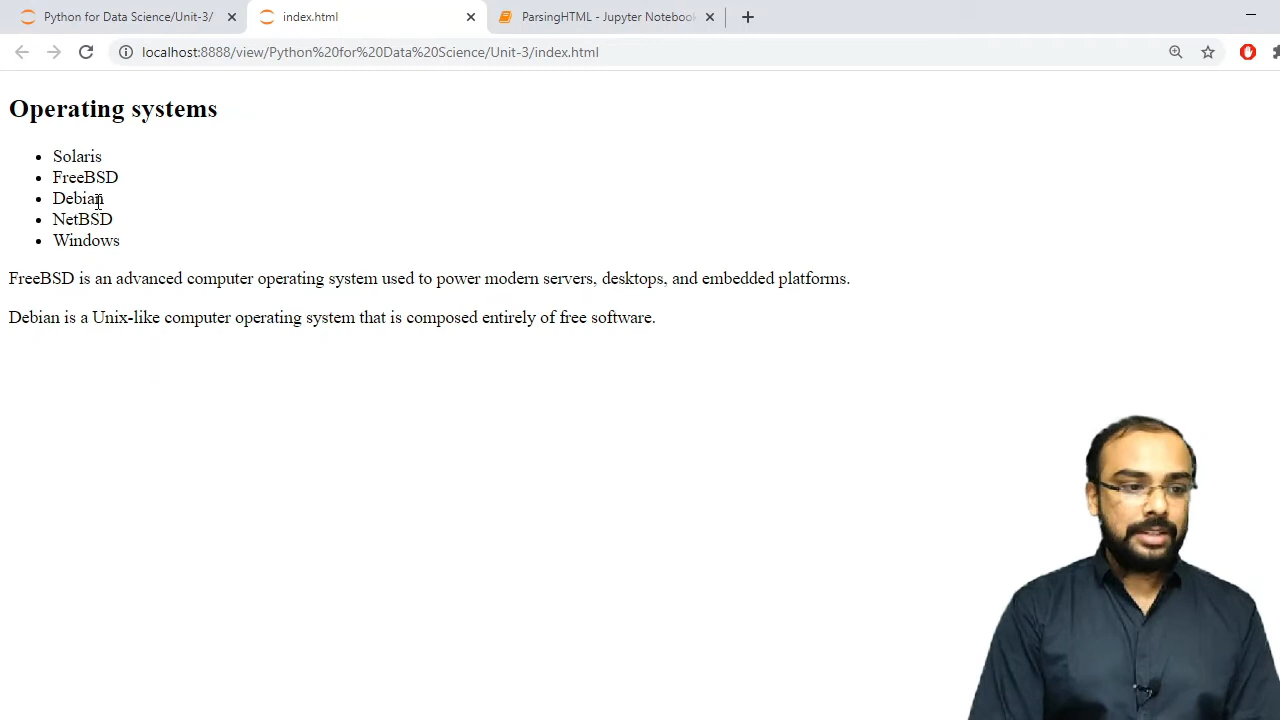 Python for Data Science/Unit-3/
index.html
ParsingHTML - Jupyter Notebook
localhost:8888/view/Python%20for%20Data%20Science/Unit-3/index.html
Operating systems
Solaris
FreeBSD
Debian
NetBSD
Windows
FreeBSD is an advanced computer operating system used to power modern servers, desktops, and embedded platforms.
Debian is a Unix-like computer operating system that is composed entirely of free software.